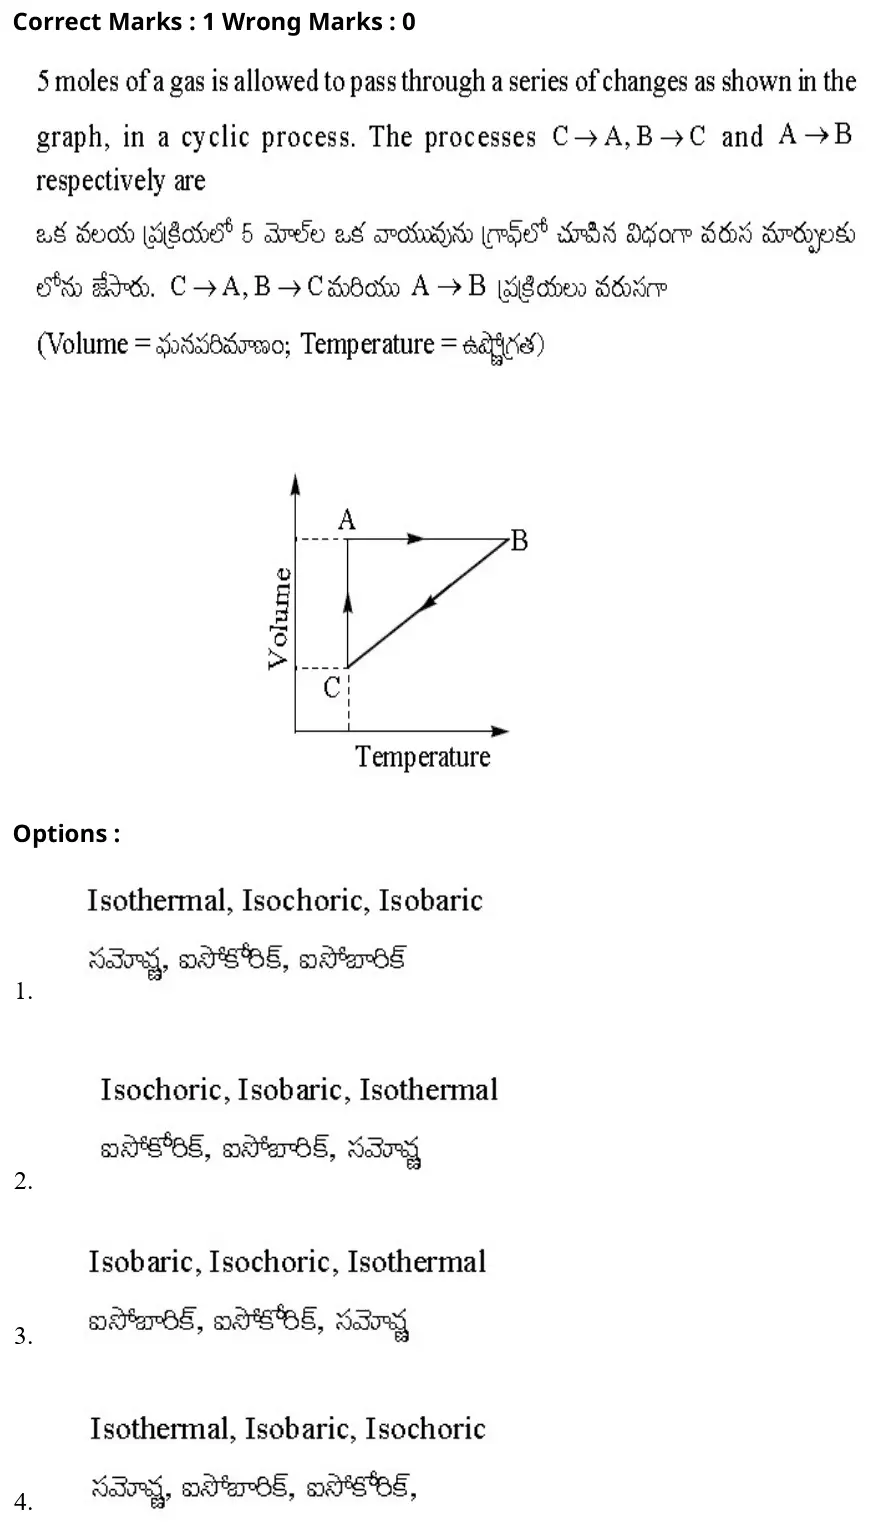 Correct Marks : 1 Wrong Marks : 0
5 moles of a gas is allowed to pass through a series of changes as shown in the
graph, in a cyclic process. The processes C → A, B → C and A → B
respectively are
ఒక వలయ ప్రక్రియలో 5 మోల్‌ల ఒక వాయువును గ్రాఫ్‌లో చూపిన విధంగా వరుస మార్పులకు
లోను జేసారు. C → A, B → C మరియు A → B ప్రక్రియలు వరుసగా
(Volume = ఘనపరిమాణం; Temperature = ఉష్ణోగ్రత)
A
B
Volume
C
Temperature
Options :
Isothermal, Isochoric, Isobaric
సమోష్ణ, ఐసోకోరిక్, ఐసోబారిక్
1.
Isochoric, Isobaric, Isothermal
ఐసోకోరిక్, ఐసోబారిక్, సమోష్ణ
2.
Isobaric, Isochoric, Isothermal
ఐసోబారిక్, ఐసోకోరిక్, సమోష్ణ
3.
Isothermal, Isobaric, Isochoric
సమోష్ణ, ఐసోబారిక్, ఐసోకోరిక్,
4.